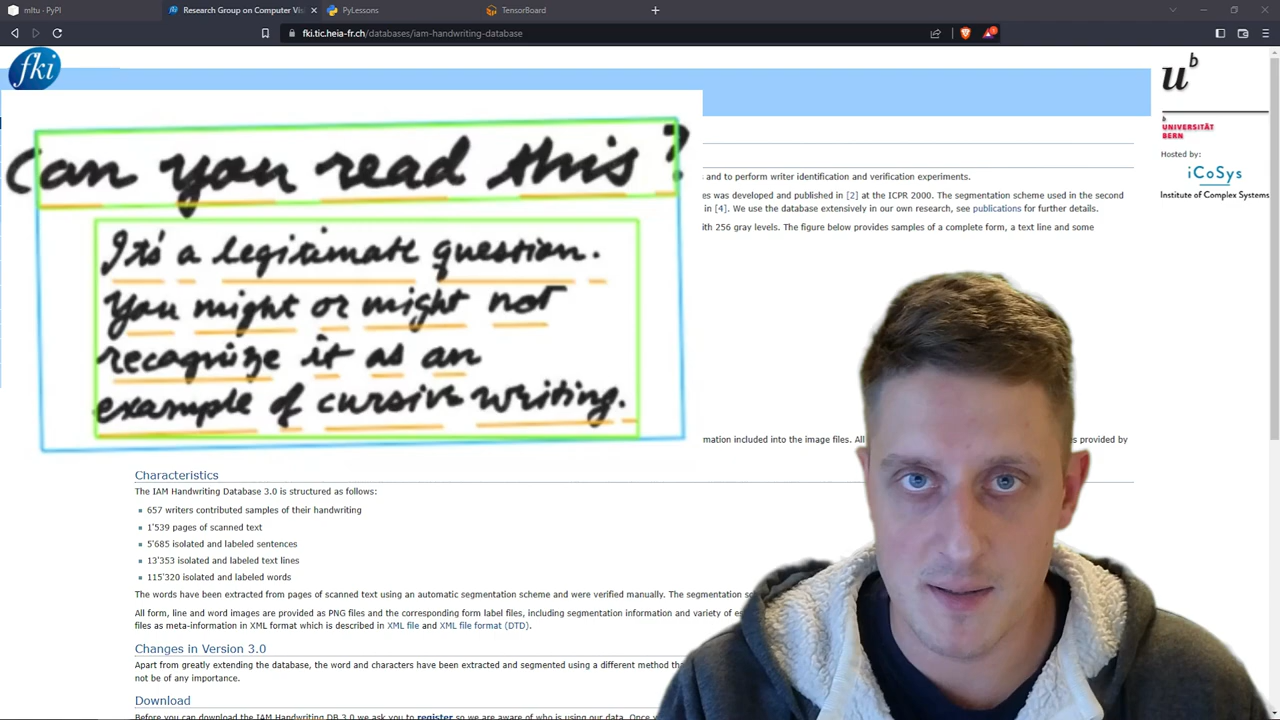 mltu · PyPI
Research Group on Computer Vis
PyLessons
TensorBoard
fki.tic.heia-fr.ch/databases/iam-handwriting-database
fki
u b
b
UNIVERSITÄT
BERN
Hosted by:
iCoSys
Institute of Complex Systems
Can you read this?
It's a legitimate question.
You might or might not
recagnize it as an
example of cursive writing.
s and to perform writer identification and verification experiments.
es was developed and published in [2] at the ICPR 2000. The segmentation scheme used in the second
in [4]. We use the database extensively in our own research, see publications for further details.
ith 256 gray levels. The figure below provides samples of a complete form, a text line and some
mation included into the image files. All
s provided by
Characteristics
The IAM Handwriting Database 3.0 is structured as follows:
657 writers contributed samples of their handwriting
1'539 pages of scanned text
5'685 isolated and labeled sentences
13'353 isolated and labeled text lines
115'320 isolated and labeled words
The words have been extracted from pages of scanned text using an automatic segmentation scheme and were verified manually. The segmentation sc
All form, line and word images are provided as PNG files and the corresponding form label files, including segmentation information and variety of es
files as meta-information in XML format which is described in XML file and XML file format (DTD).
Changes in Version 3.0
Apart from greatly extending the database, the word and characters have been extracted and segmented using a different method tha
not be of any importance.
Download
Before you can download the IAM Handwriting DB 3.0 we ask you to register so we are aware of who is using our data. Once y